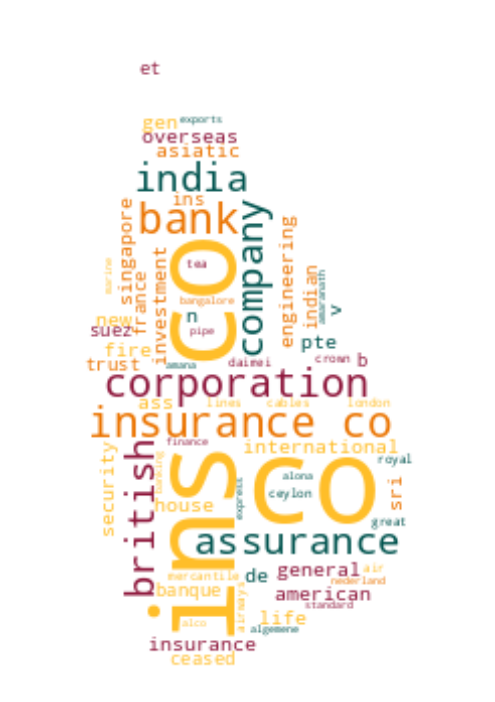 et
gen
exports
overseas
asiatic
india
ins
bank
singapore
co
company
tea
marine
france
investment
engineering
indian
amaranath
bangalore
new
n
v
suez
pipe
fire
pte
trust
amana
daimei
crown
b
corporation
ass
lines
cables
london
insurance co
finance
international
british
security
banking
ins
co
royal
alona
sri
express
ceylon
house
great
assurance
mercantile
de
general
air
nederland
banque
american
airways
standard
alco
life
algemene
insurance
ceased